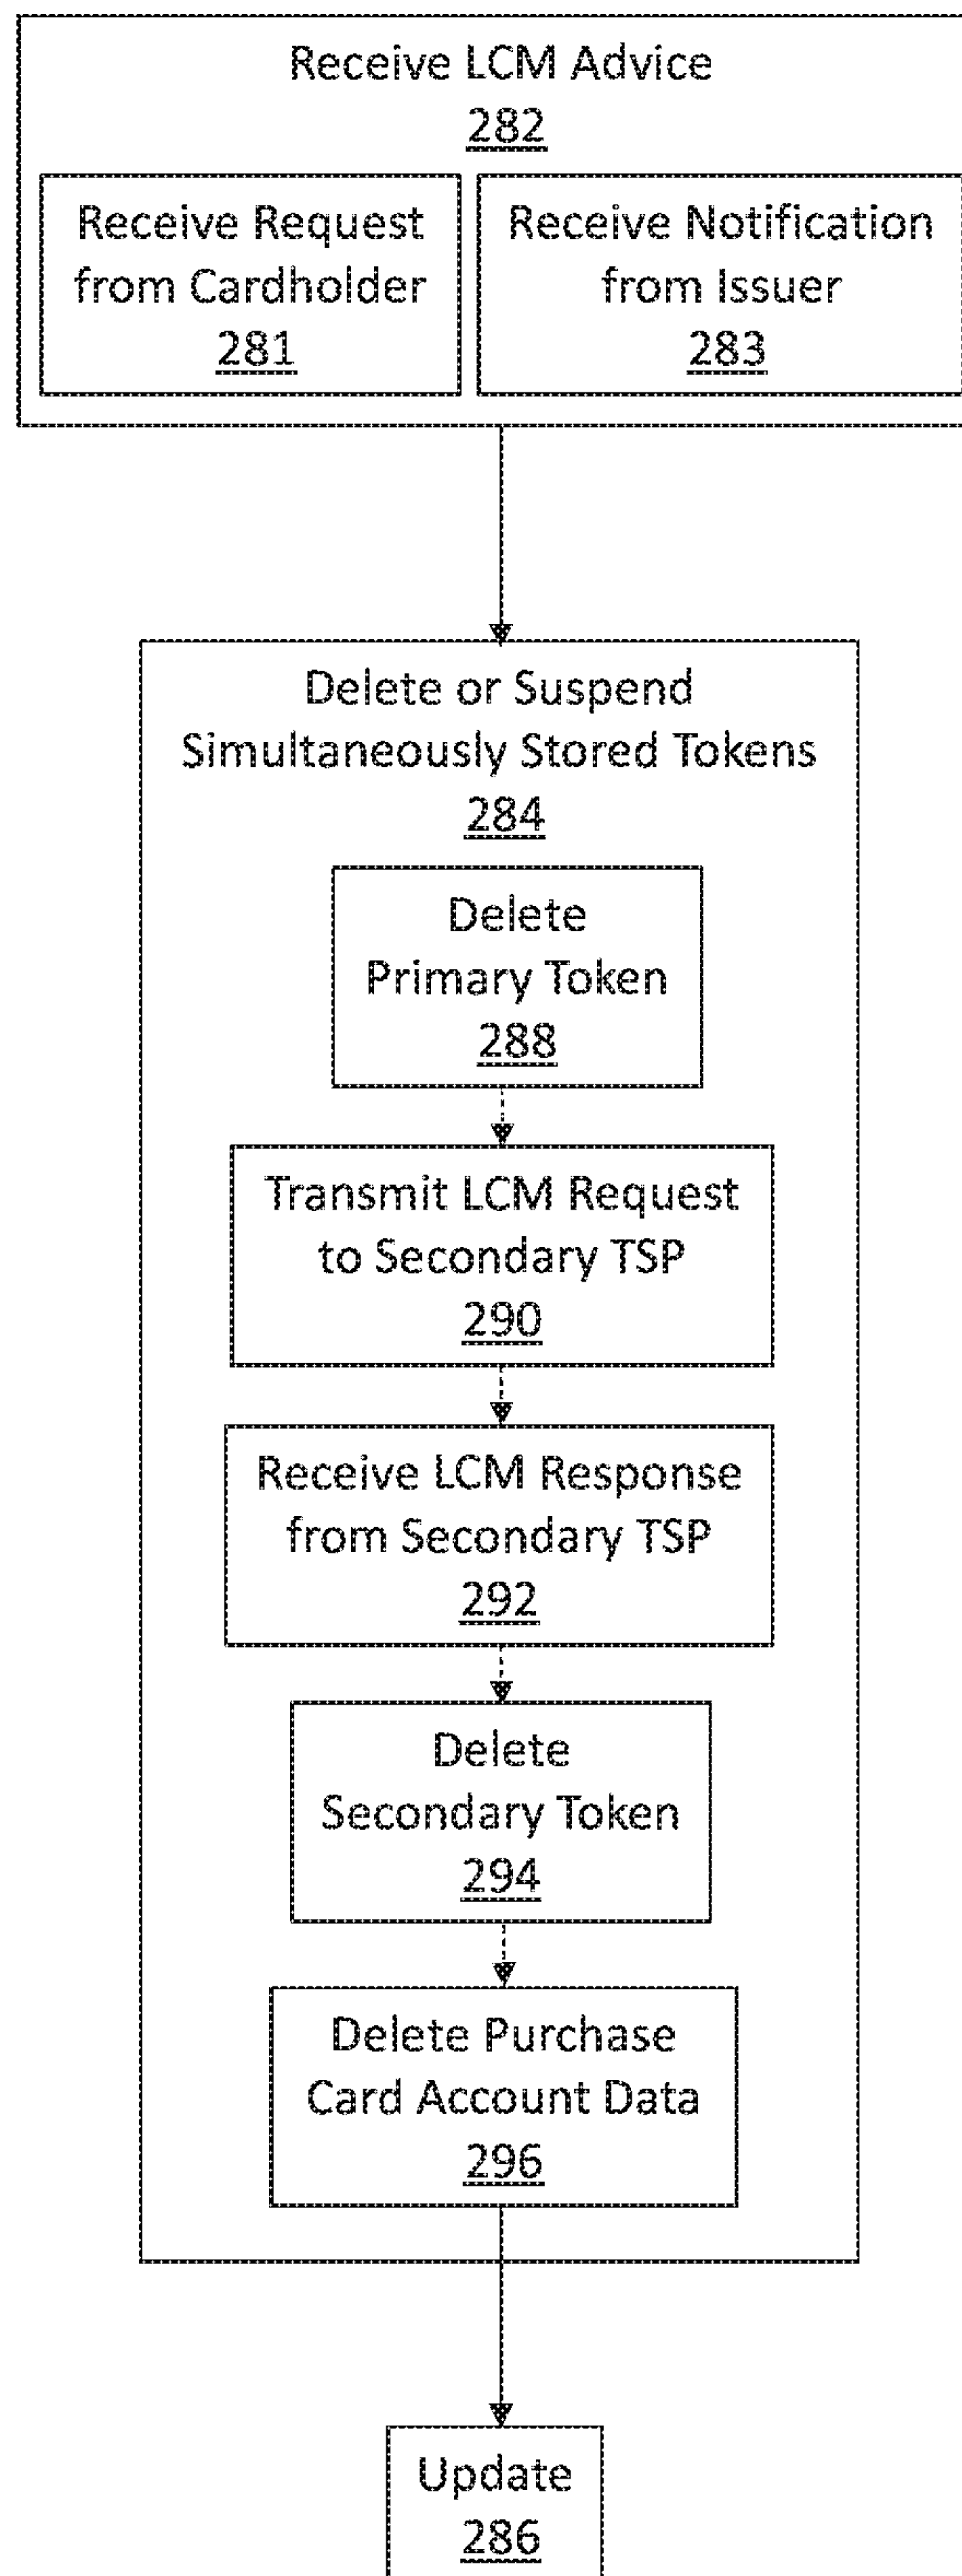 Receive LCM Advice
282
Receive Request
from Cardholder
281
Receive Notification
from Issuer
283
Delete or Suspend
Simultaneously Stored Tokens
284
Delete
Primary Token
288
Transmit LCM Request
to Secondary TSP
290
Receive LCM Response
from Secondary TSP
292
Delete
Secondary Token
294
Delete Purchase
Card Account Data
296
Update
286